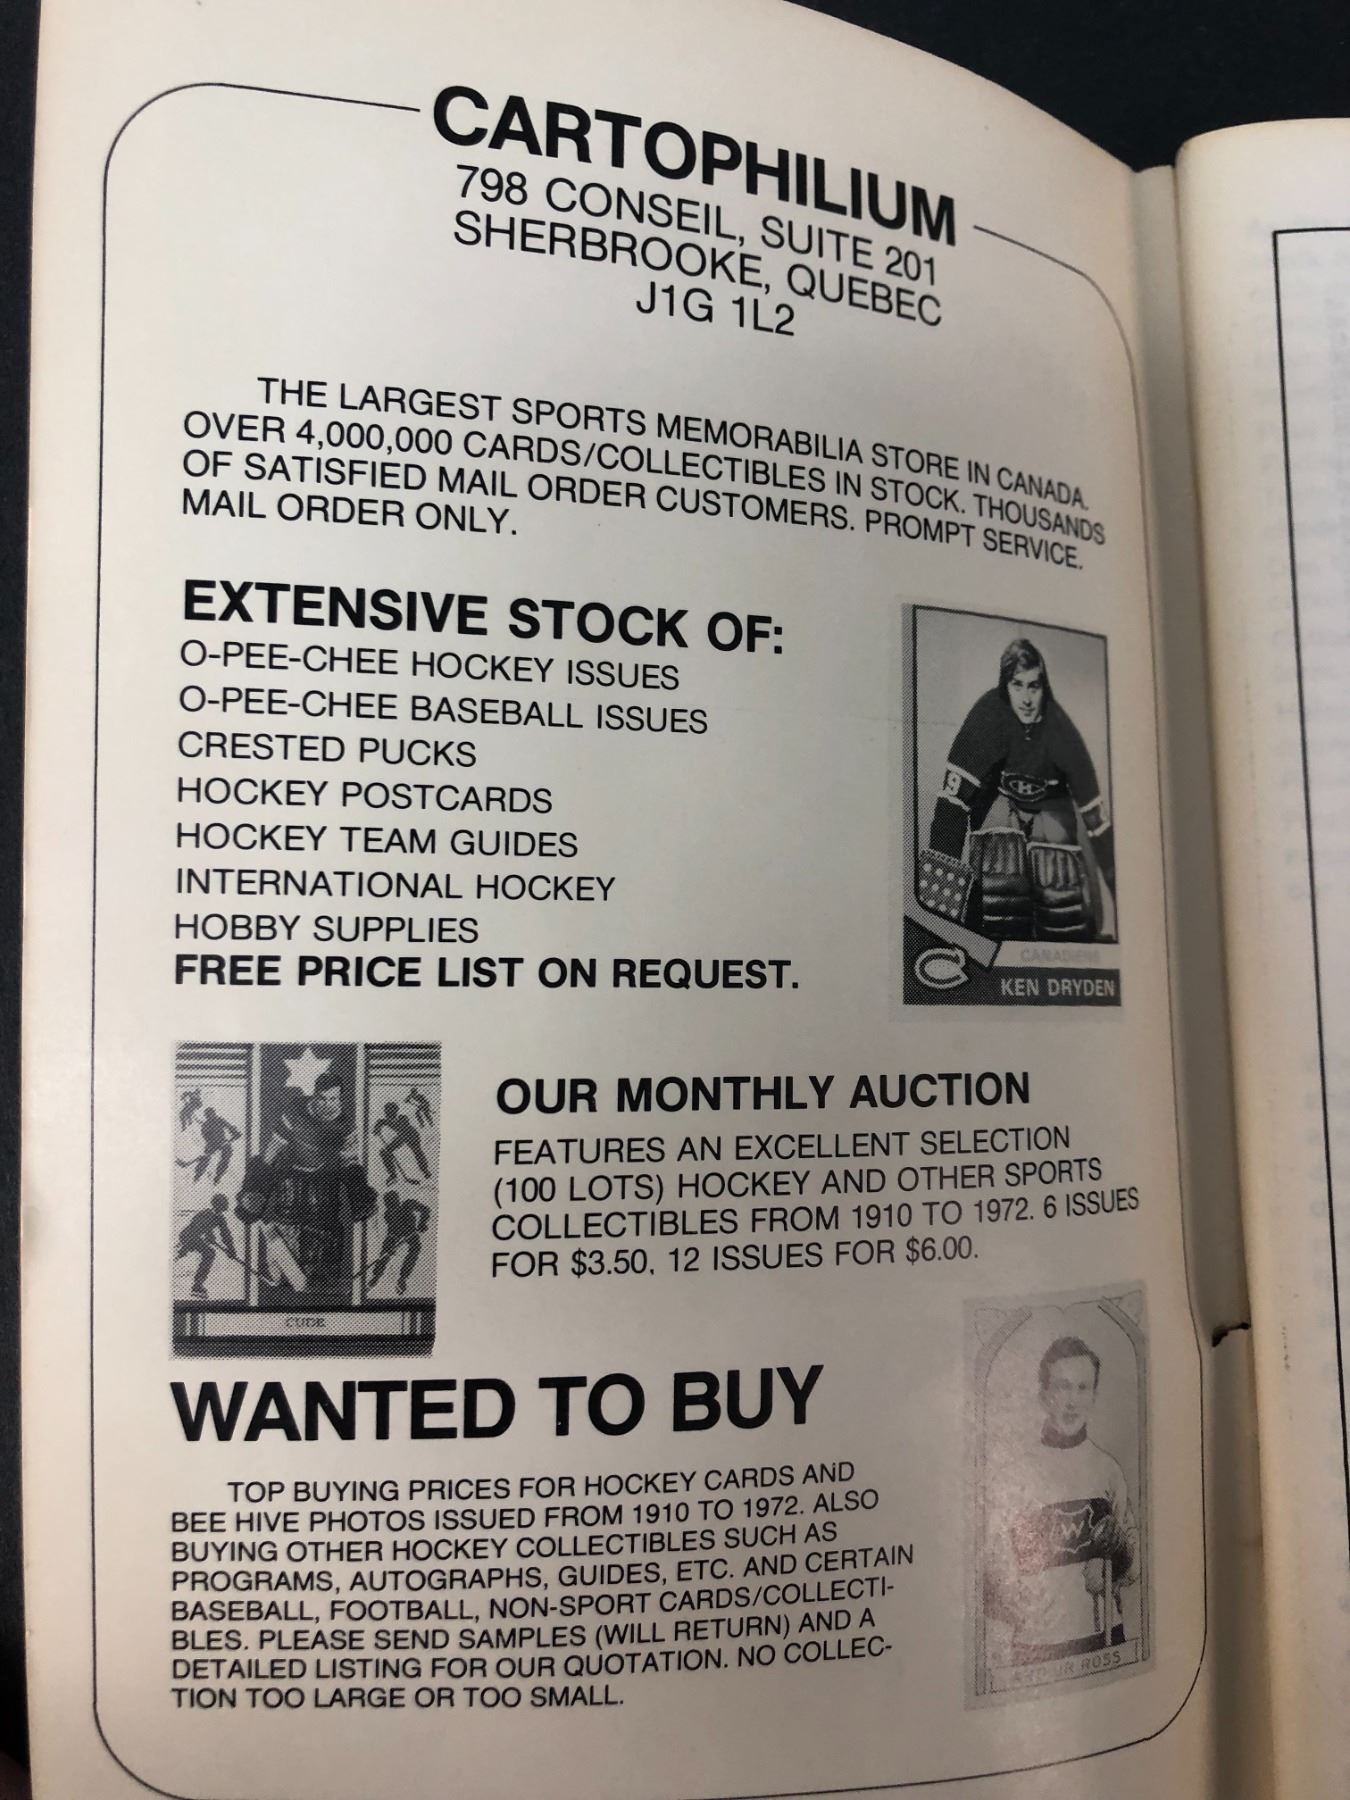 CARTOPHILIUM
798 CONSEIL, SUITE 201
SHERBROOKE, QUEBEC
J1G 1L2
THE LARGEST SPORTS MEMORABILIA STORE IN CANADA.
OVER 4,000,000 CARDS/COLLECTIBLES IN STOCK. THOUSANDS
OF SATISFIED MAIL ORDER CUSTOMERS. PROMPT SERVICE.
MAIL ORDER ONLY.
EXTENSIVE STOCK OF:
O-PEE-CHEE HOCKEY ISSUES
O-PEE-CHEE BASEBALL ISSUES
CRESTED PUCKS
HOCKEY POSTCARDS
HOCKEY TEAM GUIDES
INTERNATIONAL HOCKEY
HOBBY SUPPLIES
FREE PRICE LIST ON REQUEST.
CANADIENS
KEN DRYDEN
OUR MONTHLY AUCTION
FEATURES AN EXCELLENT SELECTION
(100 LOTS) HOCKEY AND OTHER SPORTS
COLLECTIBLES FROM 1910 TO 1972. 6 ISSUES
FOR $3.50, 12 ISSUES FOR $6.00.
CUDE
WANTED TO BUY
TOP BUYING PRICES FOR HOCKEY CARDS AND
BEE HIVE PHOTOS ISSUED FROM 1910 TO 1972. ALSO
BUYING OTHER HOCKEY COLLECTIBLES SUCH AS
PROGRAMS, AUTOGRAPHS, GUIDES, ETC. AND CERTAIN
BASEBALL, FOOTBALL, NON-SPORT CARDS/COLLECTI-
BLES. PLEASE SEND SAMPLES (WILL RETURN) AND A
DETAILED LISTING FOR OUR QUOTATION. NO COLLEC-
TION TOO LARGE OR TOO SMALL.
W
ARTHUR ROSS